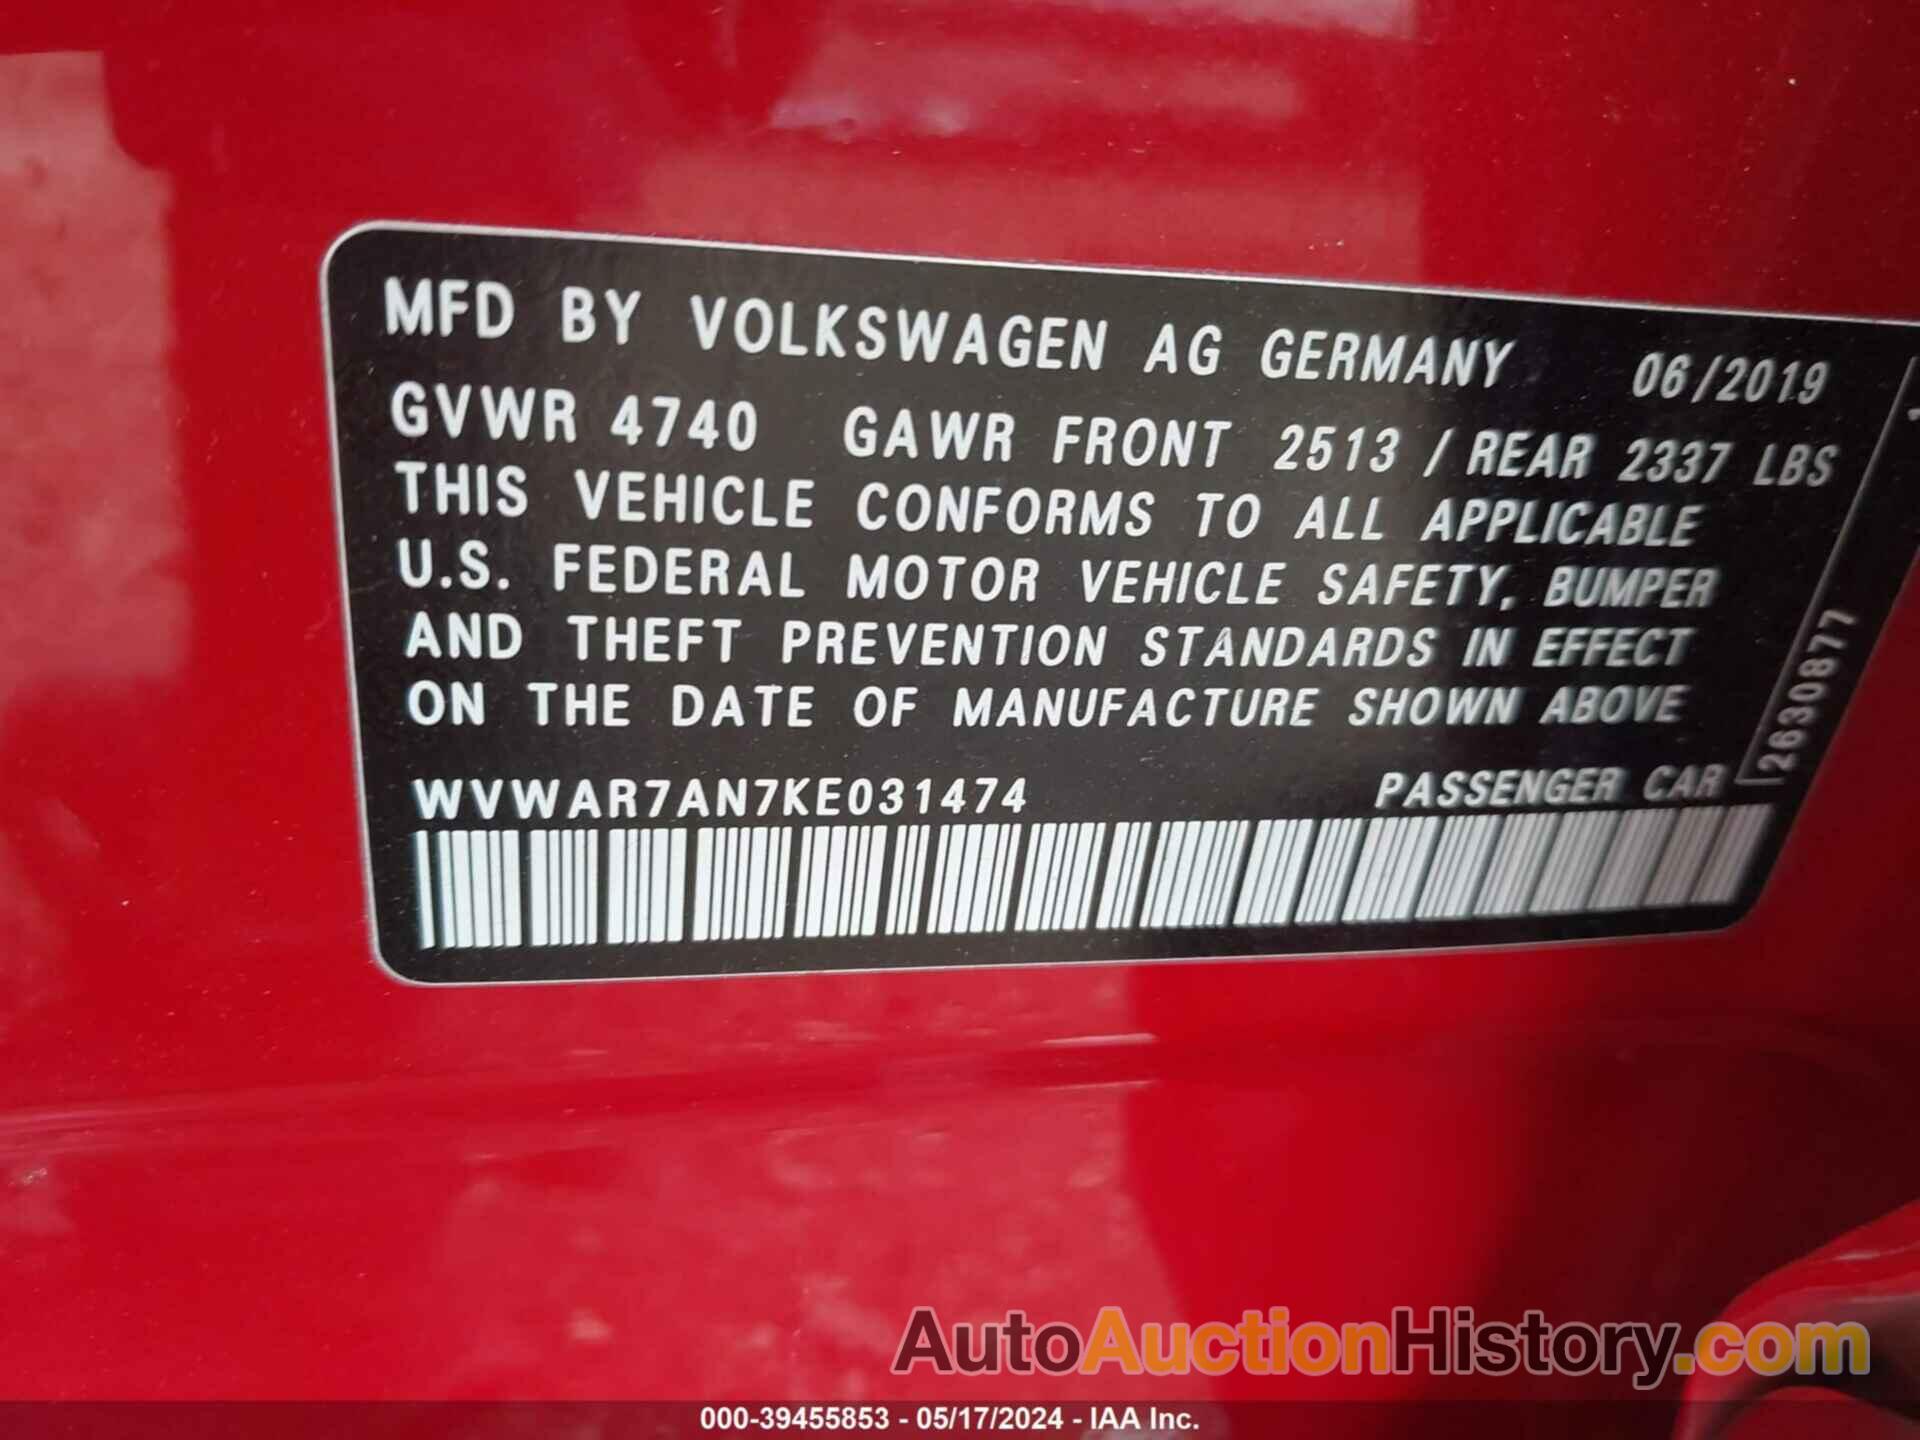 MFD BY VOLKSWAGEN AG GERMANY 06/2019
GVWR 4740 GAWR FRONT 2513 / REAR 2337 LBS
THIS VEHICLE CONFORMS TO ALL APPLICABLE
U.S. FEDERAL MOTOR VEHICLE SAFETY, BUMPER
AND THEFT PREVENTION STANDARDS IN EFFECT
ON THE DATE OF MANUFACTURE SHOWN ABOVE
WVWAR7AN7KE031474 PASSENGER CAR
2630877
AutoAuctionHistory.com
000-39455853 - 05/17/2024 - IAA Inc.